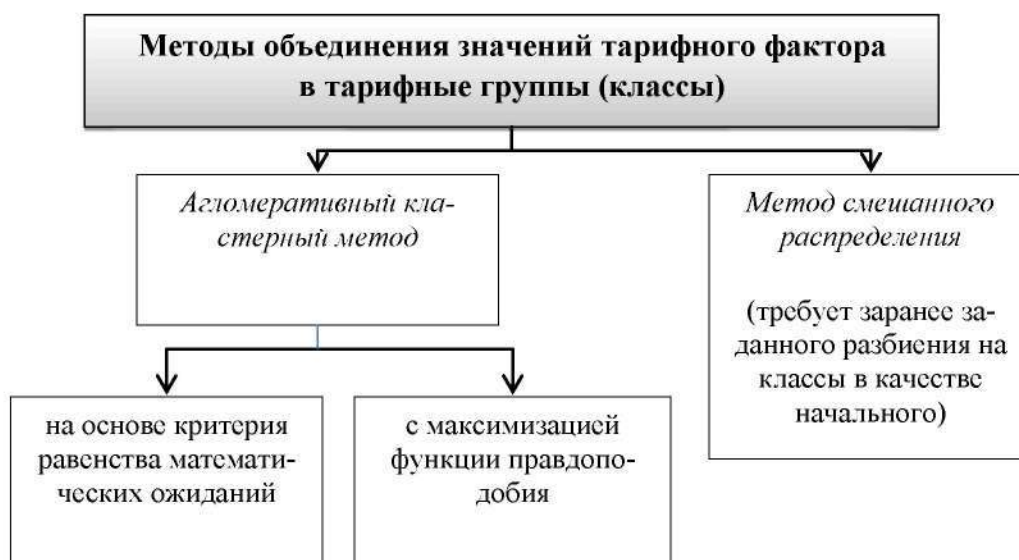 Методы объединения значений тарифного фактора
в тарифные группы (классы)
Агломеративный кла-
стерный метод
Метод смешанного
распределения
(требует заранее за-
данного разбиения на
классы в качестве
начального)
на основе критерия
равенства математи-
ческих ожиданий
с максимизацией
функции правдопо-
добия